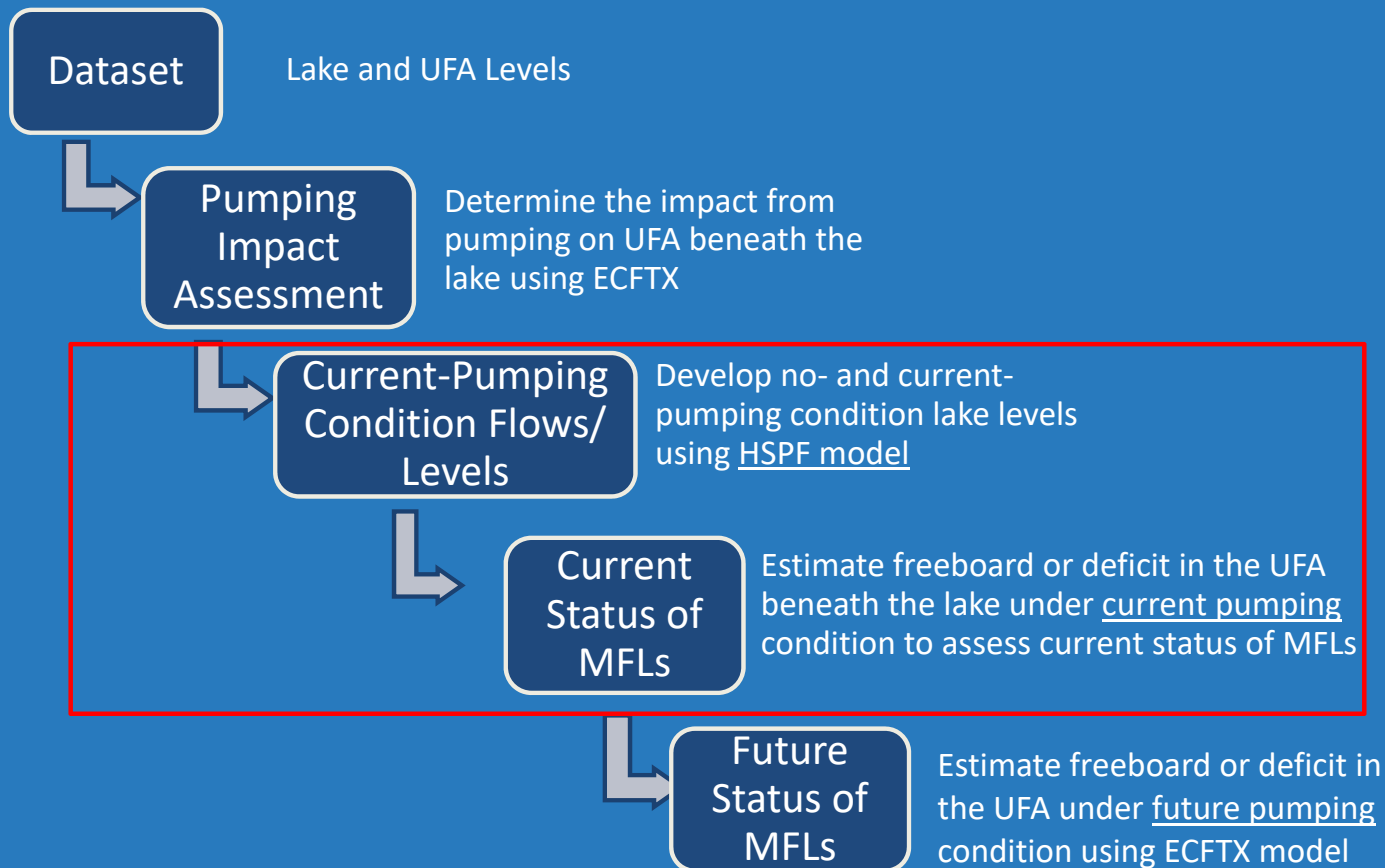 Dataset
Lake and UFA Levels
Pumping
Impact
Assessment
Determine the impact from
pumping on UFA beneath the
lake using ECFTX
Current-Pumping
Condition Flows/
Levels
Develop no- and current-
pumping condition lake levels
using HSPF model
Current
Status of
MFLs
Estimate freeboard or deficit in the UFA
beneath the lake under current pumping
condition to assess current status of MFLs
Future
Status of
MFLs
Estimate freeboard or deficit in
the UFA under future pumping
condition using ECFTX model